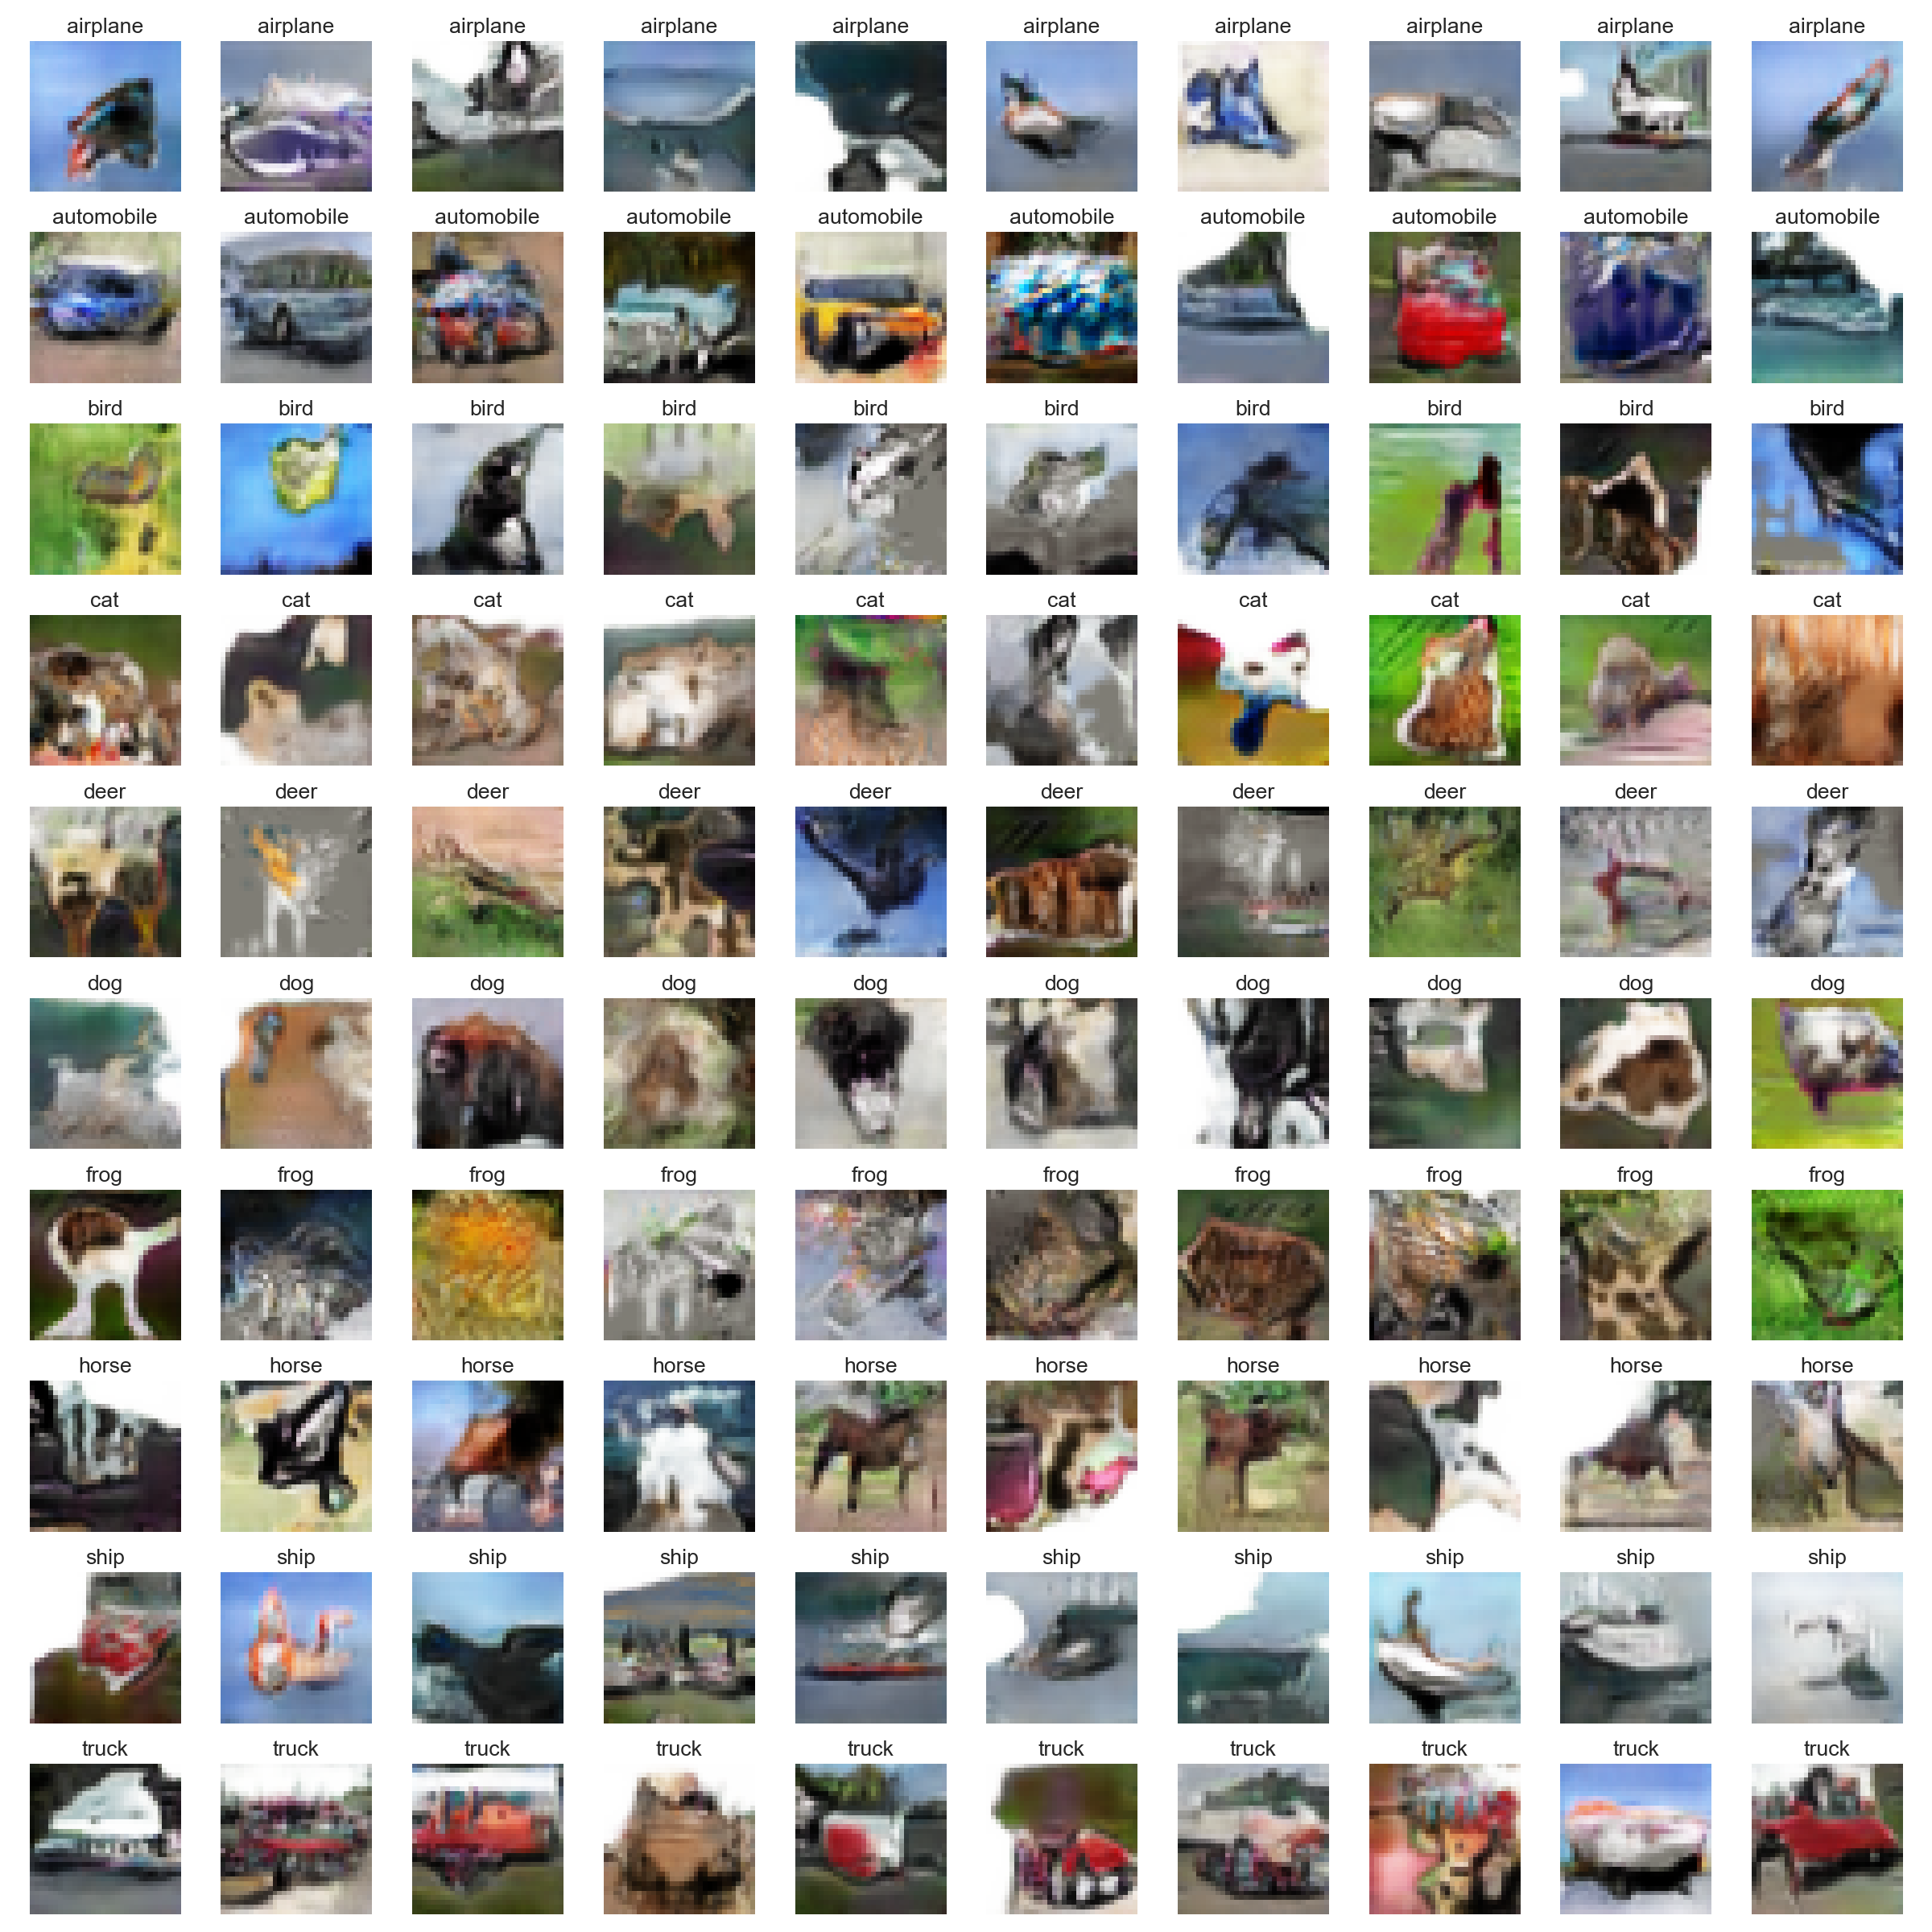 airplane airplane airplane airplane airplane airplane airplane airplane airplane airplane
automobile automobile automobile automobile automobile automobile automobile automobile automobile automobile
bird bird bird bird bird bird bird bird bird bird
cat cat cat cat cat cat cat cat cat cat
deer deer deer deer deer deer deer deer deer deer
dog dog dog dog dog dog dog dog dog dog
frog frog frog frog frog frog frog frog frog frog
horse horse horse horse horse horse horse horse horse horse
ship ship ship ship ship ship ship ship ship ship
truck truck truck truck truck truck truck truck truck truck